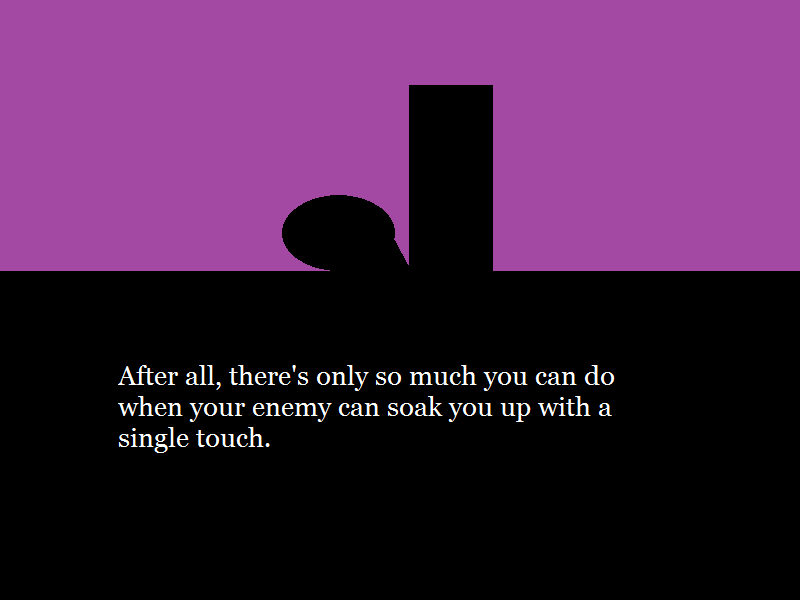 After all, there's only so much you can do
when your enemy can soak you up with a
single touch.